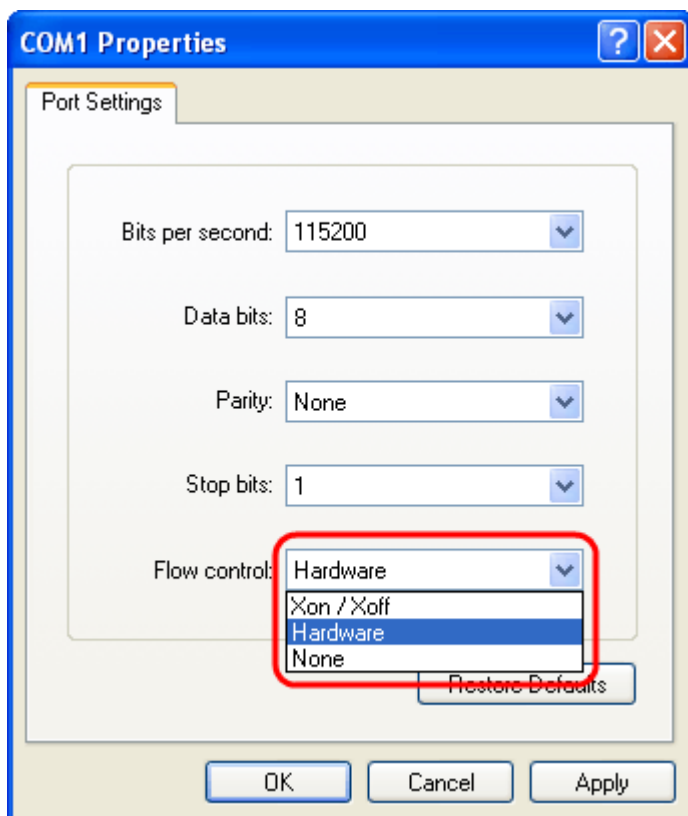 COM1 Properties
Port Settings
Bits per second: 115200
Data bits: 8
Parity: None
Stop bits: 1
Flow control: Hardware
Xon / Xoff
Hardware
None
Restore Defaults
OK Cancel Apply